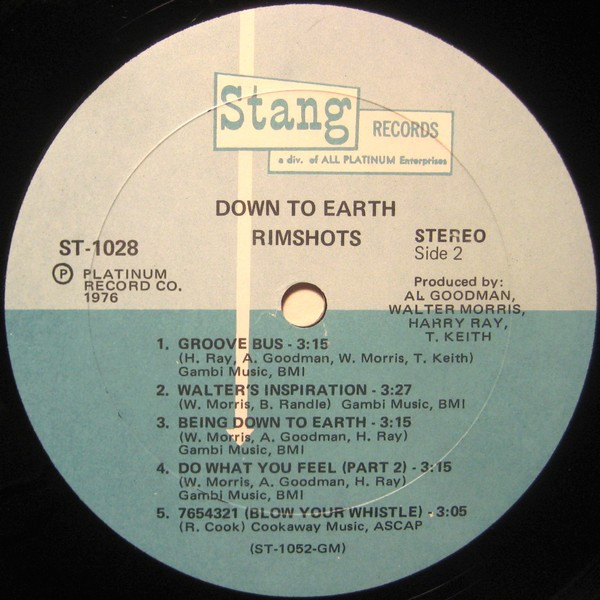 Stang
RECORDS
a div. of ALL PLATINUM Enterprises
DOWN TO EARTH
RIMSHOTS
ST-1028
Ⓟ PLATINUM
RECORD CO.
1976
STEREO
Side 2
Produced by:
AL GOODMAN,
WALTER MORRIS,
HARRY RAY,
T. KEITH
1. GROOVE BUS - 3:15
(H. Ray, A. Goodman, W. Morris, T. Keith)
Gambi Music, BMI
2. WALTER'S INSPIRATION - 3:27
(W. Morris, B. Randle) Gambi Music, BMI
3. BEING DOWN TO EARTH - 3:15
(W. Morris, A. Goodman, H. Ray)
Gambi Music, BMI
4. DO WHAT YOU FEEL (PART 2) - 3:15
(W. Morris, A. Goodman, H. Ray)
Gambi Music, BMI
5. 7654321 (BLOW YOUR WHISTLE) - 3:05
(R. Cook) Cookaway Music, ASCAP
(ST-1052-GM)